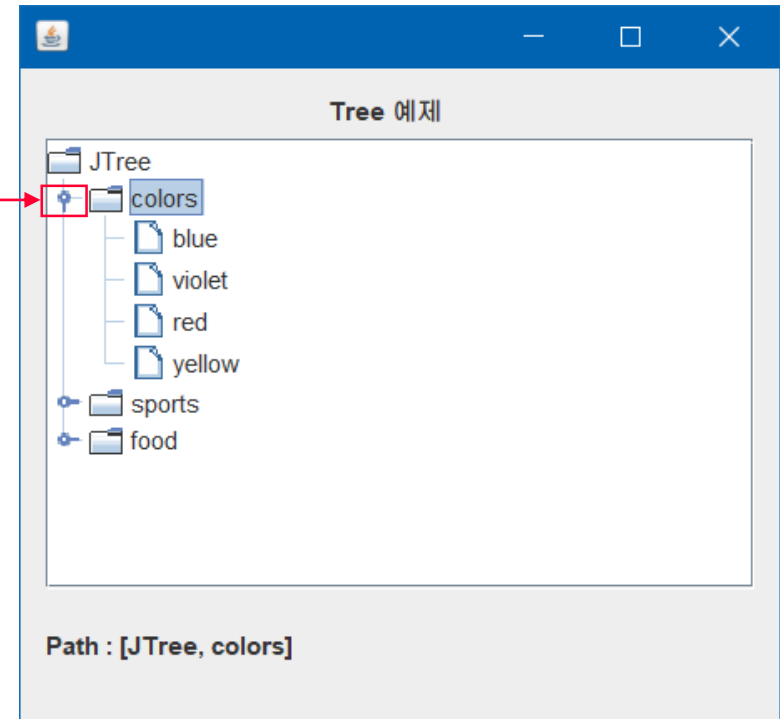 Tree 예제
JTree
colors
blue
violet
red
yellow
sports
food
Path : [JTree, colors]